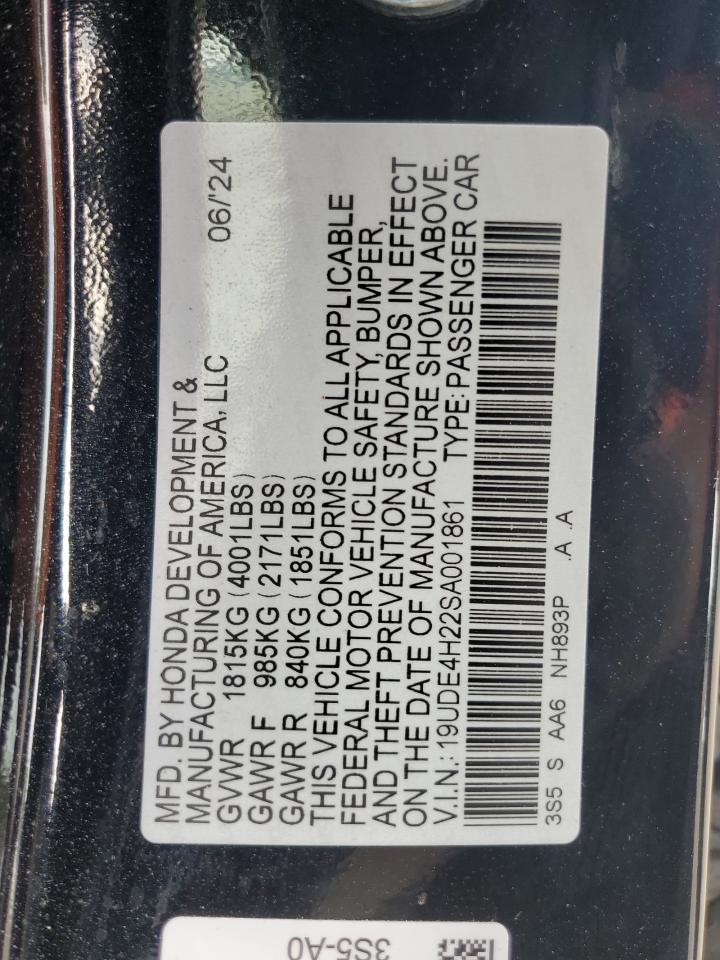 MFD. BY HONDA DEVELOPMENT &
MANUFACTURING OF AMERICA, LLC 06/'24
GVWR 1815KG (4001LBS)
GAWR F 985KG (2171LBS)
GAWR R 840KG (1851LBS)
THIS VEHICLE CONFORMS TO ALL APPLICABLE
FEDERAL MOTOR VEHICLE SAFETY, BUMPER,
AND THEFT PREVENTION STANDARDS IN EFFECT
ON THE DATE OF MANUFACTURE SHOWN ABOVE.
V.I.N.: 19UDE4H22SA001861 TYPE: PASSENGER CAR
3S5 S AA6 NH893P .A .A
3S5-A0